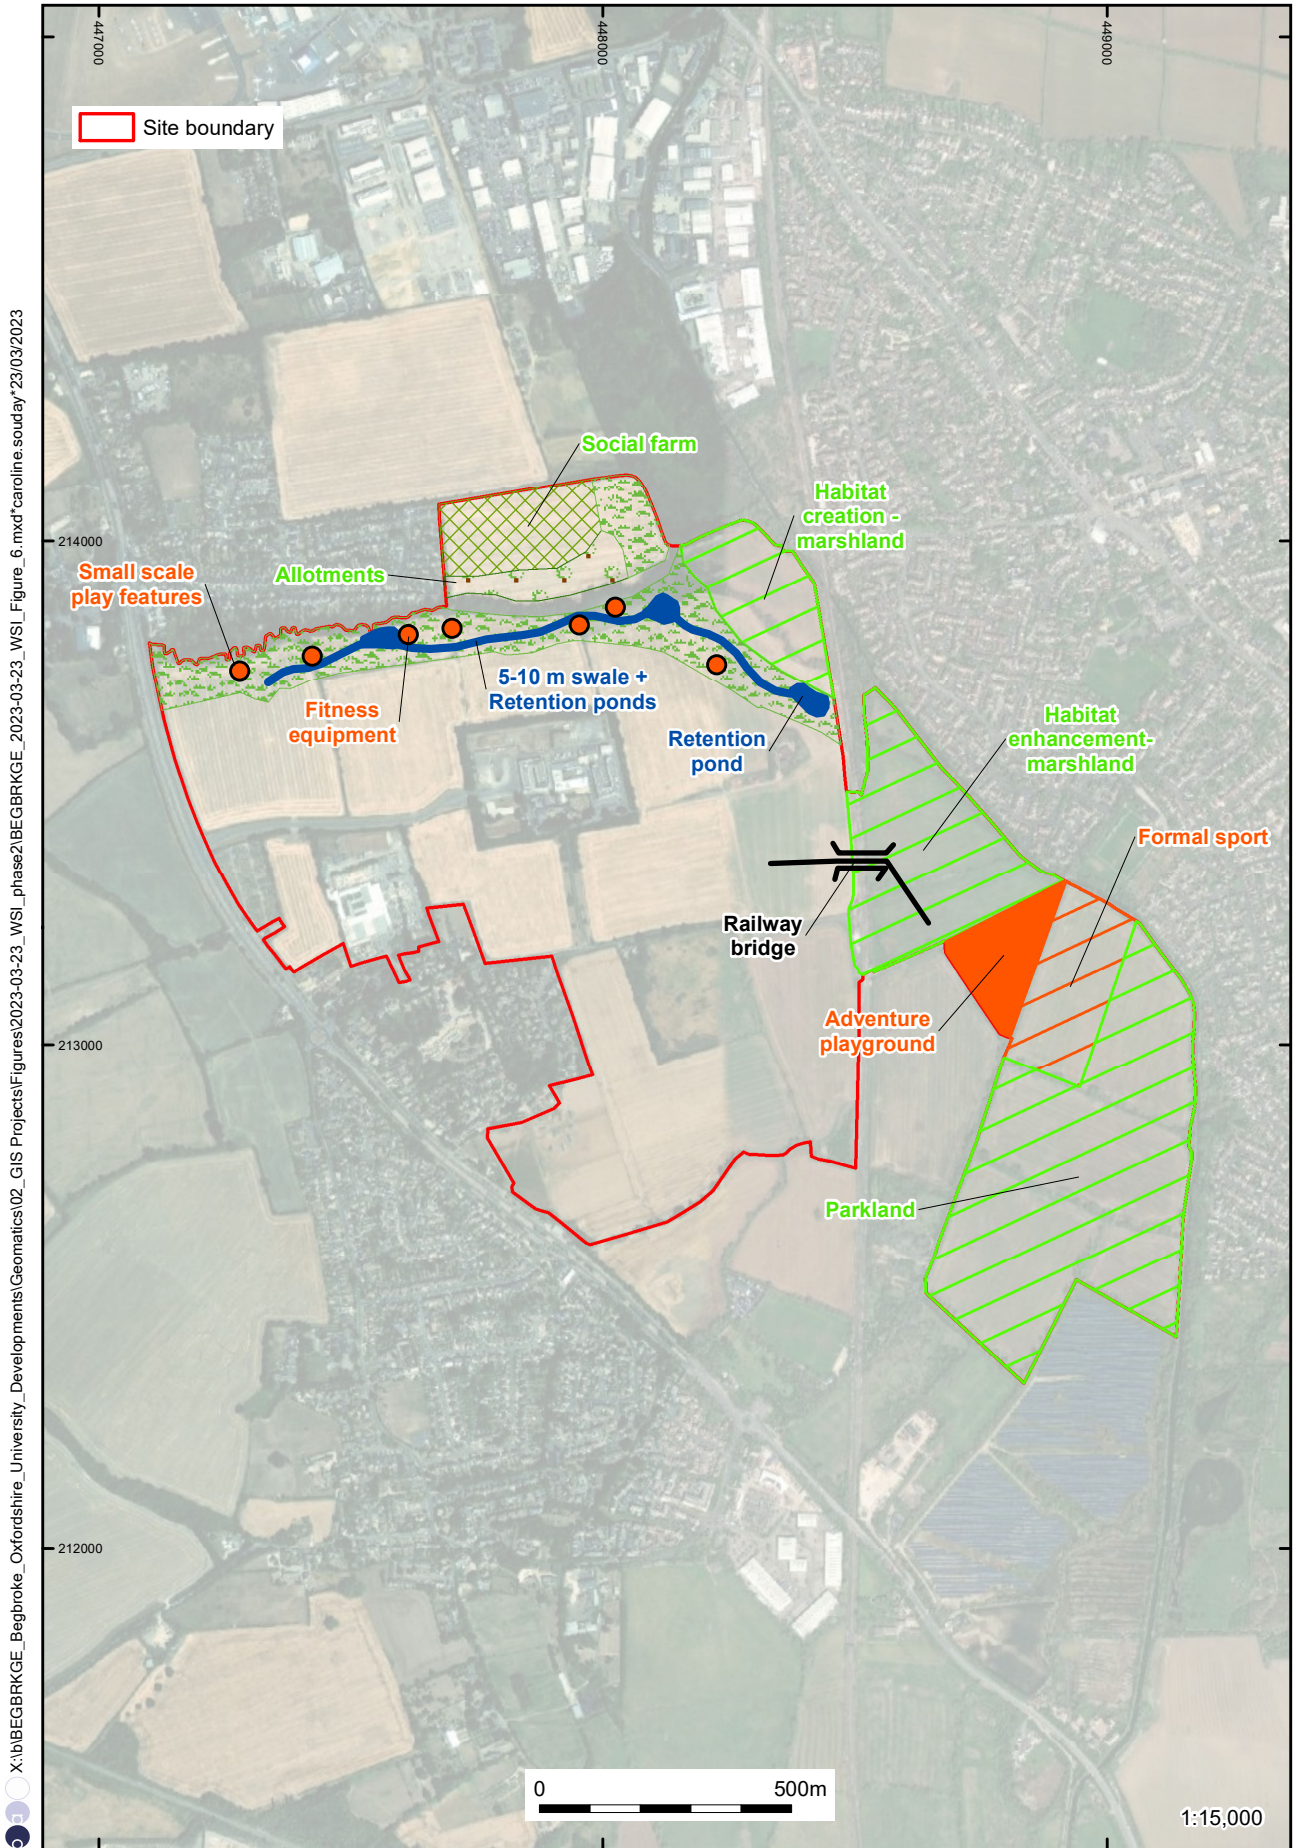 447000
448000
449000
Site boundary
Social farm
Habitat
creation -
marshland
214000
Small scale
play features
Allotments
5-10 m swale +
Retention ponds
Fitness
equipment
Retention
pond
Habitat
enhancement-
marshland
Formal sport
Railway
bridge
Adventure
playground
213000
Parkland
212000
0 500m
1:15,000
X:\b\BEGBRKGE_Begbroke_Oxfordshire_University_Developments\Geomatics\02_GIS Projects\Figures\2023-03-23_WSI_phase2\BEGBRKGE_2023-03-23_WSI_Figure_6.mxd*caroline.souday*23/03/2023